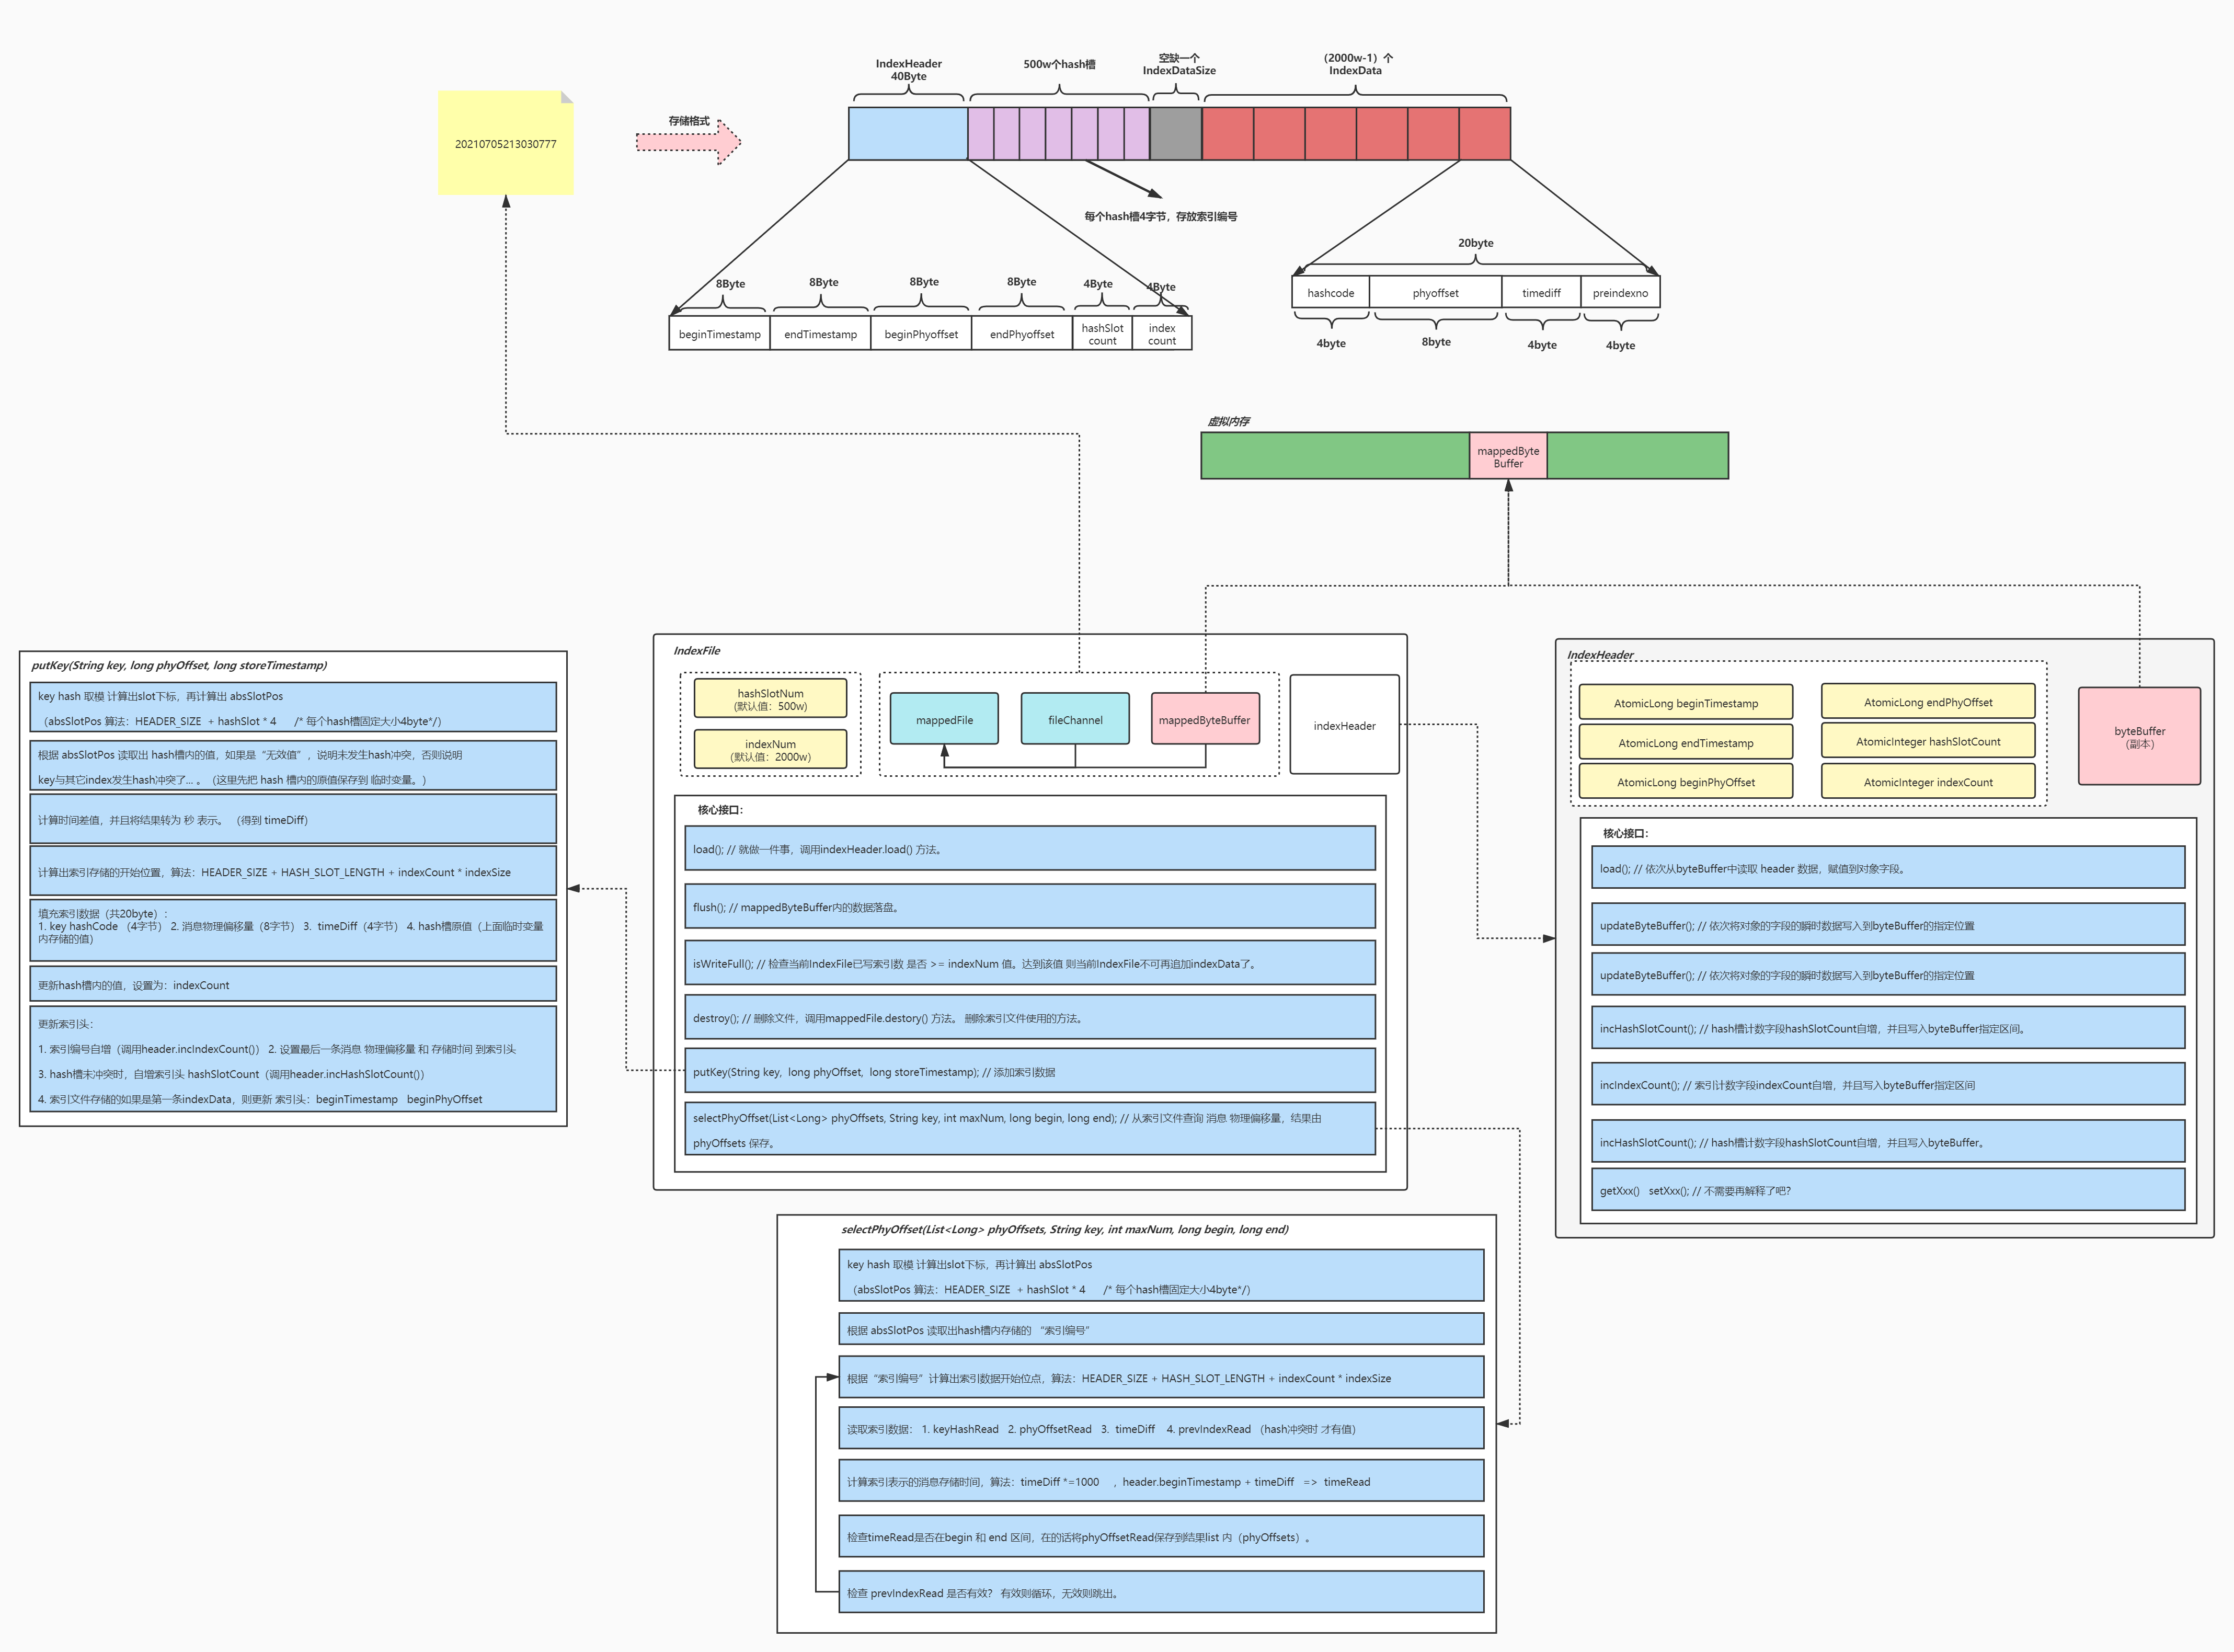 IndexHeader
40Byte
500w个hash槽
空缺一个
IndexDataSize
（2000w-1）个
IndexData
20210705213030777
存储格式
每个hash槽4字节，存放索引编号
20byte
8Byte
8Byte
8Byte
8Byte
4Byte
4Byte
hashcode
phyoffset
timediff
preindexno
beginTimestamp
endTimestamp
beginPhyoffset
endPhyoffset
hashSlot
count
index
count
4byte
8byte
4byte
4byte
虚拟内存
mappedByte
Buffer
putKey(String key, long phyOffset, long storeTimestamp)
key hash 取模 计算出slot下标，再计算出 absSlotPos
（absSlotPos 算法：HEADER_SIZE + hashSlot * 4 /* 每个hash槽固定大小4byte*/）
根据 absSlotPos 读取出 hash槽内的值，如果是“无效值”，说明未发生hash冲突，否则说明
key与其它index发生hash冲突了... 。（这里先把 hash 槽内的原值保存到 临时变量。）
计算时间差值，并且将结果转为 秒 表示。 （得到 timeDiff）
计算出索引存储的开始位置，算法：HEADER_SIZE + HASH_SLOT_LENGTH + indexCount * indexSize
填充索引数据（共20byte）：
1. key hashCode （4字节） 2. 消息物理偏移量（8字节） 3. timeDiff（4字节） 4. hash槽原值（上面临时变量
内存储的值）
更新hash槽内的值，设置为：indexCount
更新索引头：
1. 索引编号自增（调用header.incIndexCount()） 2. 设置最后一条消息 物理偏移量 和 存储时间 到索引头
3. hash槽未冲突时，自增索引头 hashSlotCount（调用header.incHashSlotCount()）
4. 索引文件存储的如果是第一条indexData，则更新 索引头：beginTimestamp beginPhyOffset
IndexFile
hashSlotNum
（默认值：500w）
indexNum
（默认值：2000w）
mappedFile
fileChannel
mappedByteBuffer
indexHeader
核心接口：
load(); // 就做一件事，调用indexHeader.load() 方法。
flush(); // mappedByteBuffer内的数据落盘。
isWriteFull(); // 检查当前IndexFile已写索引数 是否 >= indexNum 值。达到该值 则当前IndexFile不可再追加indexData了。
destroy(); // 删除文件，调用mappedFile.destory() 方法。 删除索引文件使用的方法。
putKey(String key, long phyOffset, long storeTimestamp); // 添加索引数据
selectPhyOffset(List<Long> phyOffsets, String key, int maxNum, long begin, long end); // 从索引文件查询 消息 物理偏移量，结果由
phyOffsets 保存。
IndexHeader
AtomicLong beginTimestamp
AtomicLong endPhyOffset
AtomicLong endTimestamp
AtomicInteger hashSlotCount
AtomicLong beginPhyOffset
AtomicInteger indexCount
byteBuffer
（副本）
核心接口：
load(); // 依次从byteBuffer中读取 header 数据，赋值到对象字段。
updateByteBuffer(); // 依次将对象的字段的瞬时数据写入到byteBuffer的指定位置
updateByteBuffer(); // 依次将对象的字段的瞬时数据写入到byteBuffer的指定位置
incHashSlotCount(); // hash槽计数字段hashSlotCount自增，并且写入byteBuffer指定区间。
incIndexCount(); // 索引计数字段indexCount自增，并且写入byteBuffer指定区间
incHashSlotCount(); // hash槽计数字段hashSlotCount自增，并且写入byteBuffer。
getXxx() setXxx(); // 不需要再解释了吧？
selectPhyOffset(List<Long> phyOffsets, String key, int maxNum, long begin, long end)
key hash 取模 计算出slot下标，再计算出 absSlotPos
（absSlotPos 算法：HEADER_SIZE + hashSlot * 4 /* 每个hash槽固定大小4byte*/）
根据 absSlotPos 读取出hash槽内存储的 “索引编号”
根据“索引编号”计算出索引数据开始位点，算法：HEADER_SIZE + HASH_SLOT_LENGTH + indexCount * indexSize
读取索引数据： 1. keyHashRead 2. phyOffsetRead 3. timeDiff 4. prevIndexRead （hash冲突时 才有值）
计算索引表示的消息存储时间，算法：timeDiff *=1000 ，header.beginTimestamp + timeDiff => timeRead
检查timeRead是否在begin 和 end 区间，在的话将phyOffsetRead保存到结果list 内（phyOffsets）。
检查 prevIndexRead 是否有效？ 有效则循环，无效则跳出。